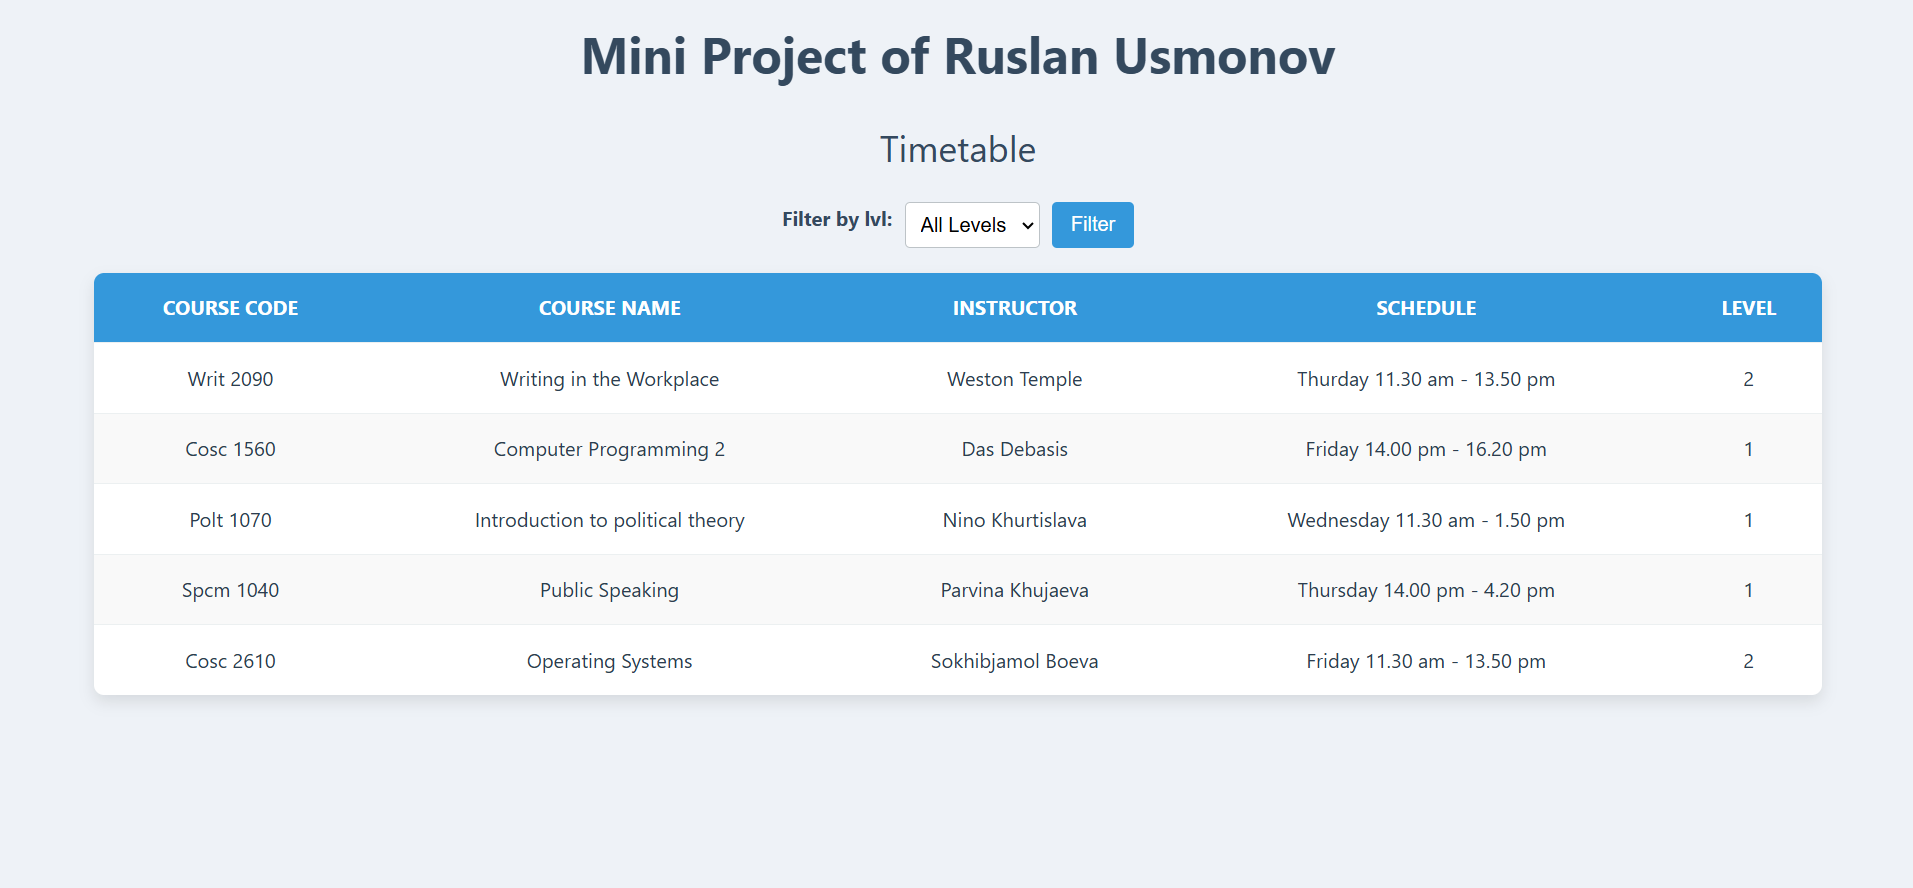 Mini Project of Ruslan Usmonov
Timetable
Filter by lvl: All Levels Filter
COURSE CODE COURSE NAME INSTRUCTOR SCHEDULE LEVEL
Writ 2090 Writing in the Workplace Weston Temple Thurday 11.30 am - 13.50 pm 2
Cosc 1560 Computer Programming 2 Das Debasis Friday 14.00 pm - 16.20 pm 1
Polt 1070 Introduction to political theory Nino Khurtislava Wednesday 11.30 am - 1.50 pm 1
Spcm 1040 Public Speaking Parvina Khujaeva Thursday 14.00 pm - 4.20 pm 1
Cosc 2610 Operating Systems Sokhibjamol Boeva Friday 11.30 am - 13.50 pm 2